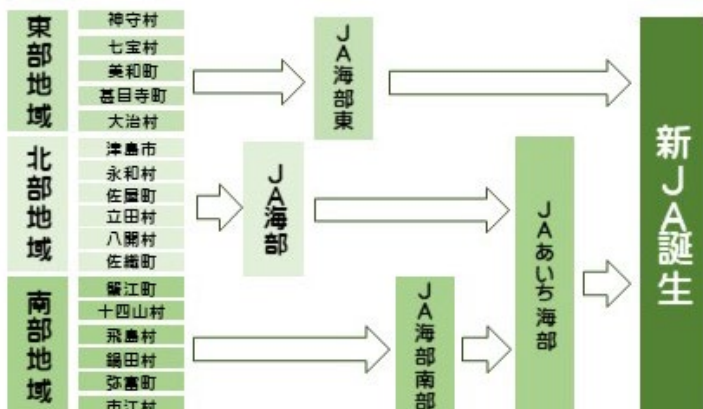 東部地域
神守村
七宝村
美和町
甚目寺町
大治村
北部地域
津島市
永和村
佐屋町
立田村
八開村
佐織町
南部地域
蟹江町
十四山村
飛島村
鍋田村
弥富町
市江村
JA海部東
JA海部
JA海部南部
JAあいち海部
新JA誕生